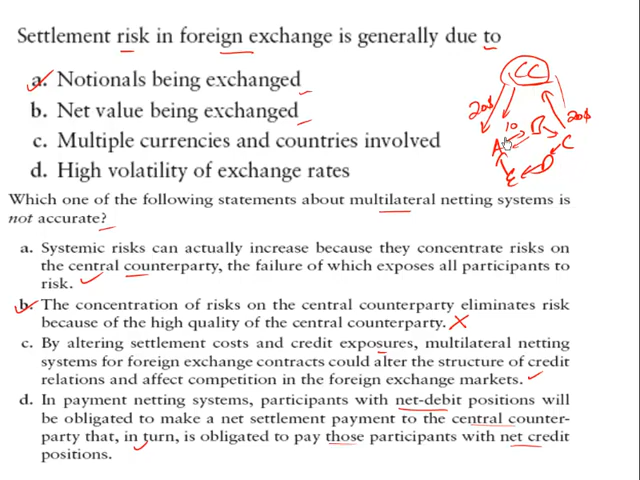 Settlement risk in foreign exchange is generally due to
a. Notionals being exchanged
b. Net value being exchanged
c. Multiple currencies and countries involved
d. High volatility of exchange rates
CC
20$
10
B
20$
A
C
D
E
Which one of the following statements about multilateral netting systems is
not accurate?
a. Systemic risks can actually increase because they concentrate risks on
the central counterparty, the failure of which exposes all participants to
risk.
b. The concentration of risks on the central counterparty eliminates risk
because of the high quality of the central counterparty.
c. By altering settlement costs and credit exposures, multilateral netting
systems for foreign exchange contracts could alter the structure of credit
relations and affect competition in the foreign exchange markets.
d. In payment netting systems, participants with net-debit positions will
be obligated to make a net settlement payment to the central counter-
party that, in turn, is obligated to pay those participants with net credit
positions.